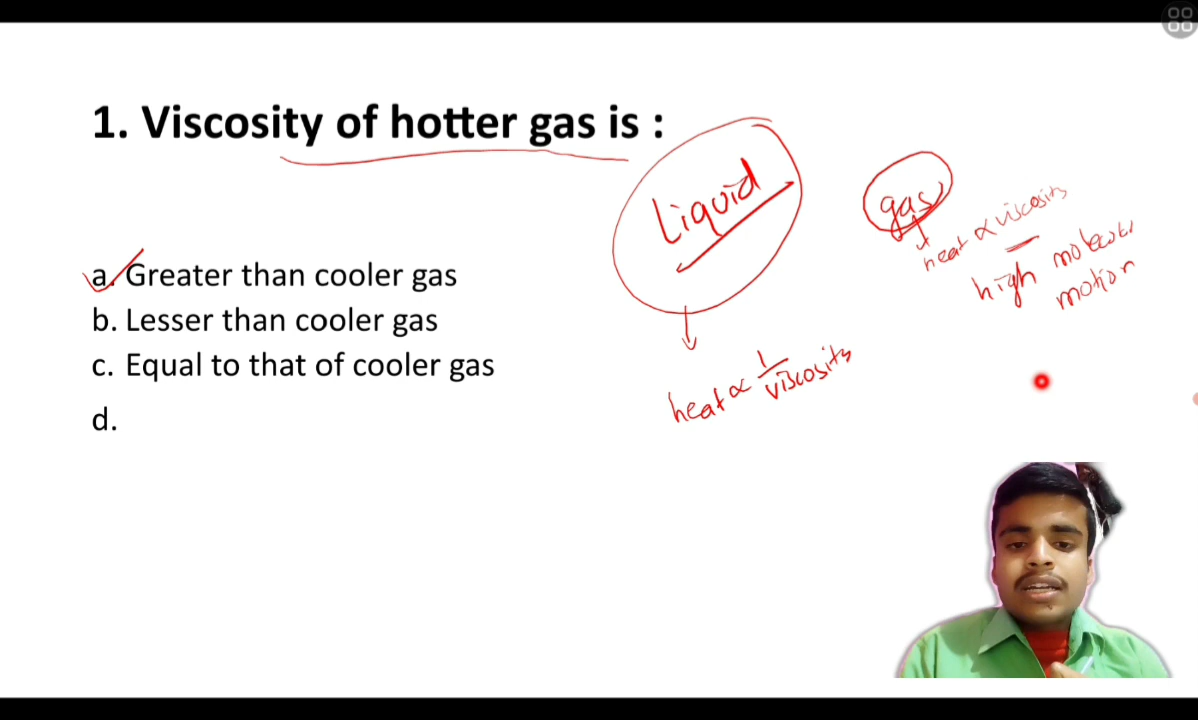 1. Viscosity of hotter gas is :
a. Greater than cooler gas
b. Lesser than cooler gas
c. Equal to that of cooler gas
d.
Liquid
heat ∝ 1/viscosity
gas
heat ∝ viscosity
high molecular
motion